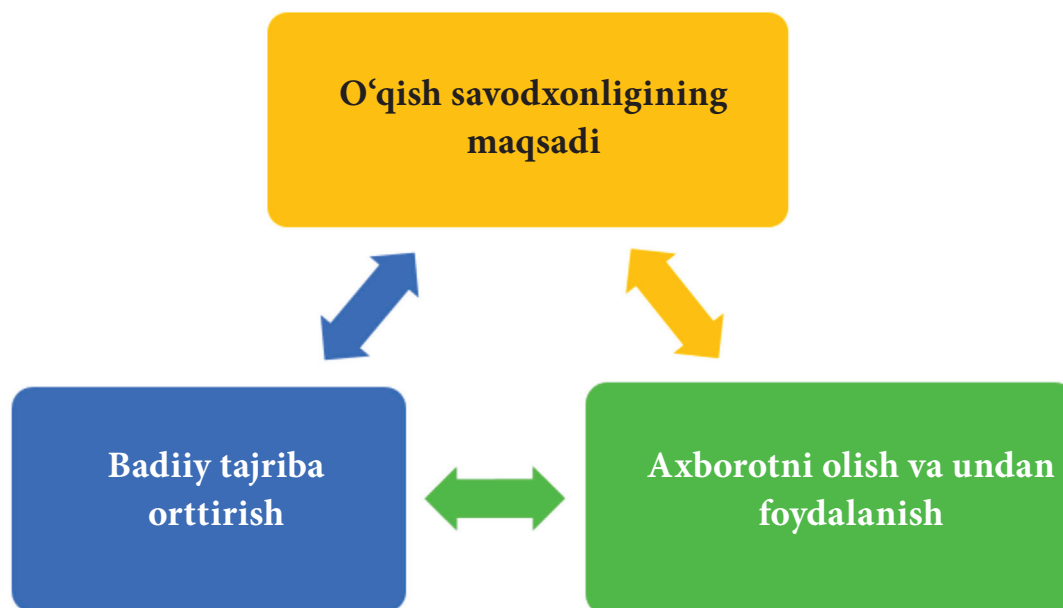 O‘qish savodxonligining
maqsadi
Badiiy tajriba
orttirish
Axborotni olish va undan
foydalanish